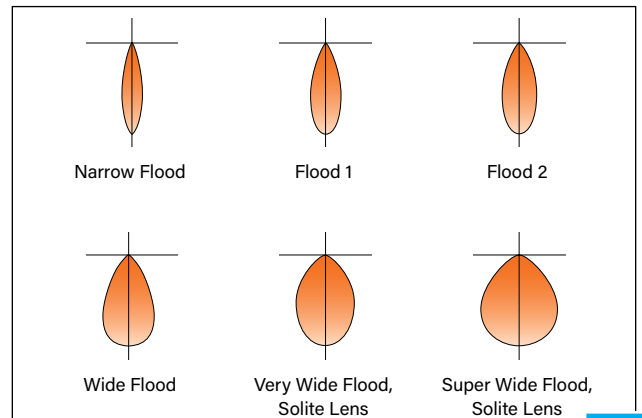 Narrow Flood
Flood 1
Flood 2
Wide Flood
Very Wide Flood,
Solite Lens
Super Wide Flood,
Solite Lens